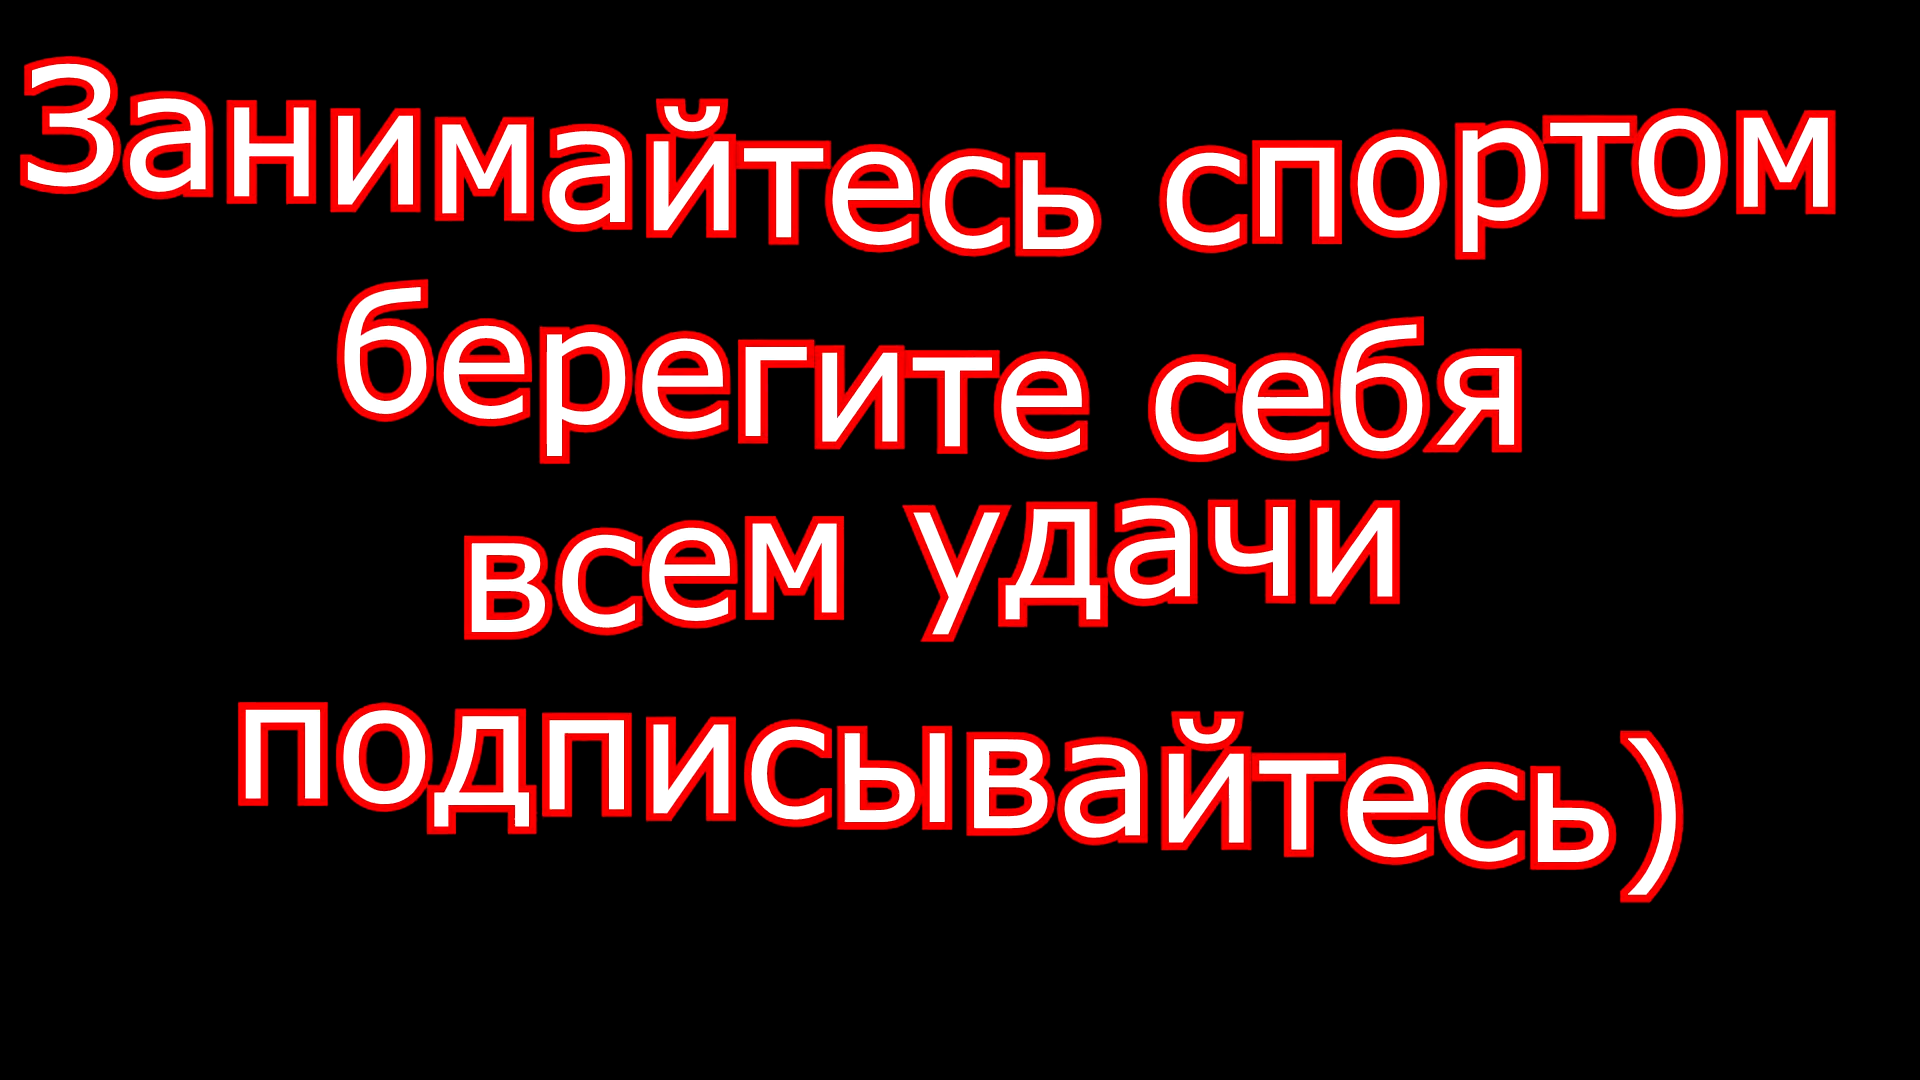 Занимайтесь спортом
берегите себя
всем удачи
подписывайтесь)